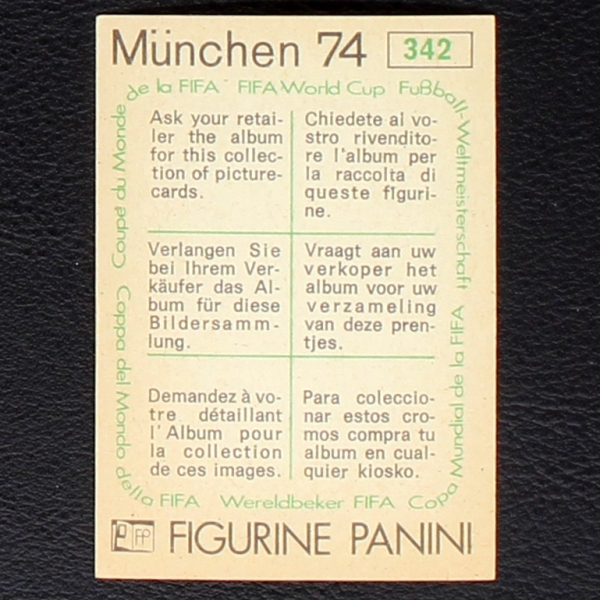 München 74 342
de la FIFA FIFA World Cup Fußball-Weltmeisterschaft
Copa Mundial de la FIFA
Wereldbeker FIFA
Coppa del Mondo della FIFA
Coupe du Monde
Ask your retai-
ler the album
for this collec-
tion of picture-
cards.
Chiedete al vo-
stro rivendito-
re l'album per
la raccolta di
queste figuri-
ne.
Verlangen Sie
bei Ihrem Ver-
käufer das Al-
bum für diese
Bildersamm-
lung.
Vraagt aan uw
verkoper het
album voor uw
verzameling
van deze pren-
tjes.
Demandez à vo-
tre détaillant
l'Album pour
la collection
de ces images.
Para coleccio-
nar estos cro-
mos compra tu
album en cual-
quier kiosko.
FP FIGURINE PANINI